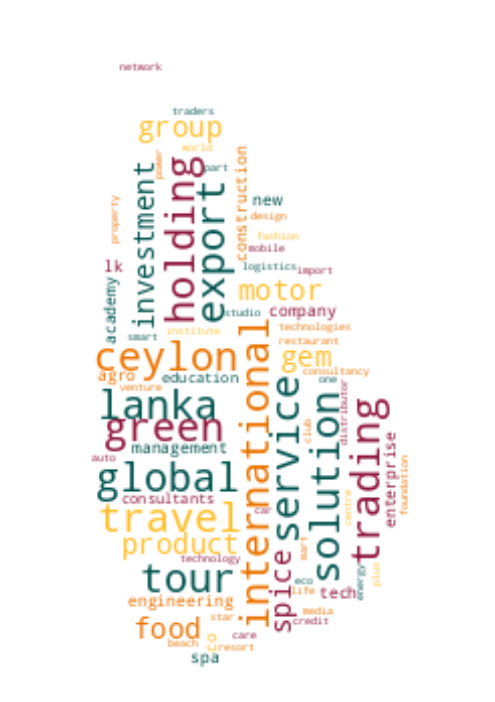 network
traders
group
world
power
part
holding
investment
export
construction
new
property
design
fashion
mobile
lk
logistics
import
academy
motor
studio
company
smart
institute
technologies
restaurant
ceylon
gem
agro
education
consultancy
one
venture
international
lanka
service
solution
distributor
trading
green
club
management
enterprise
auto
global
foundation
consultants
centre
car
travel
product
mart
technology
tour
eco
energy
plus
spice
life
tech
engineering
media
star
credit
food
care
co
beach
resort
spa